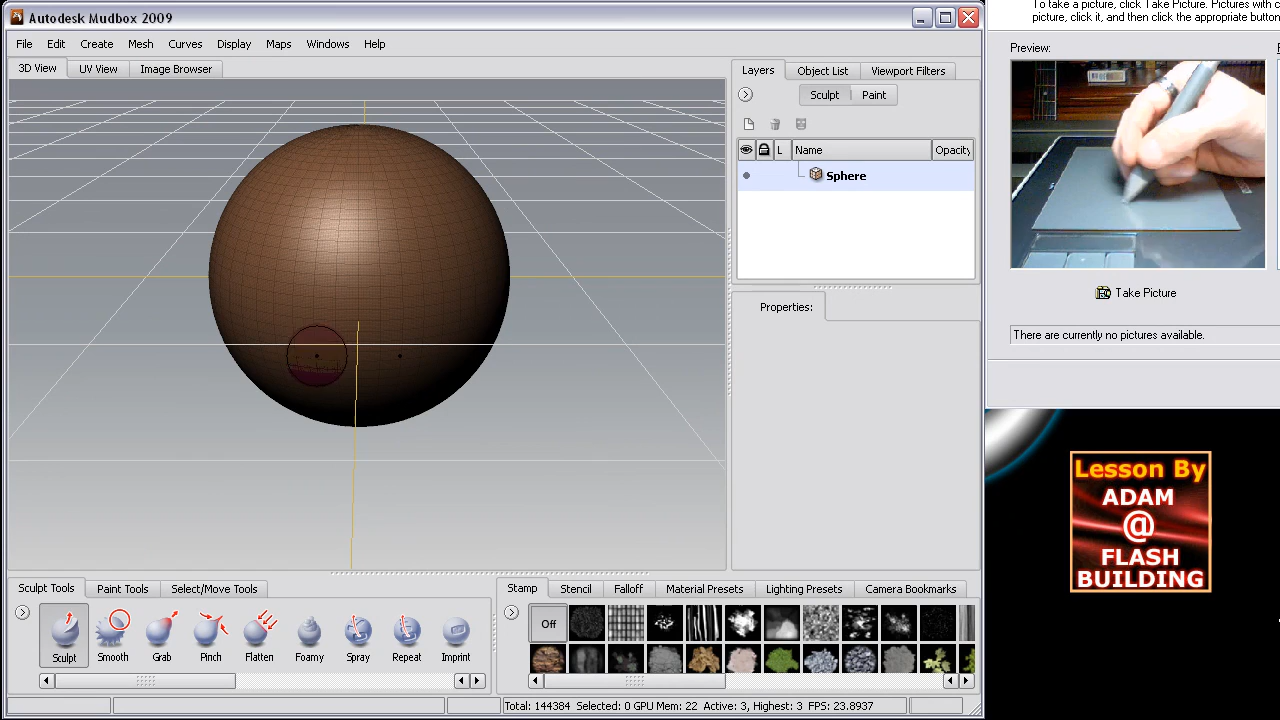 Autodesk Mudbox 2009
File Edit Create Mesh Curves Display Maps Windows Help
3D View UV View Image Browser
Layers Object List Viewport Filters
Sculpt Paint
L Name Opacity
Sphere
Properties:
Sculpt Tools Paint Tools Select/Move Tools
Sculpt Smooth Grab Pinch Flatten Foamy Spray Repeat Imprint
Stamp Stencil Falloff Material Presets Lighting Presets Camera Bookmarks
Off
Total: 144384 Selected: 0 GPU Mem: 22 Active: 3, Highest: 3 FPS: 23.8937
To take a picture, click Take Picture. Pictures with c
picture, click it, and then click the appropriate butto
Preview:
Take Picture
There are currently no pictures available.
Lesson By
ADAM
@
FLASH
BUILDING